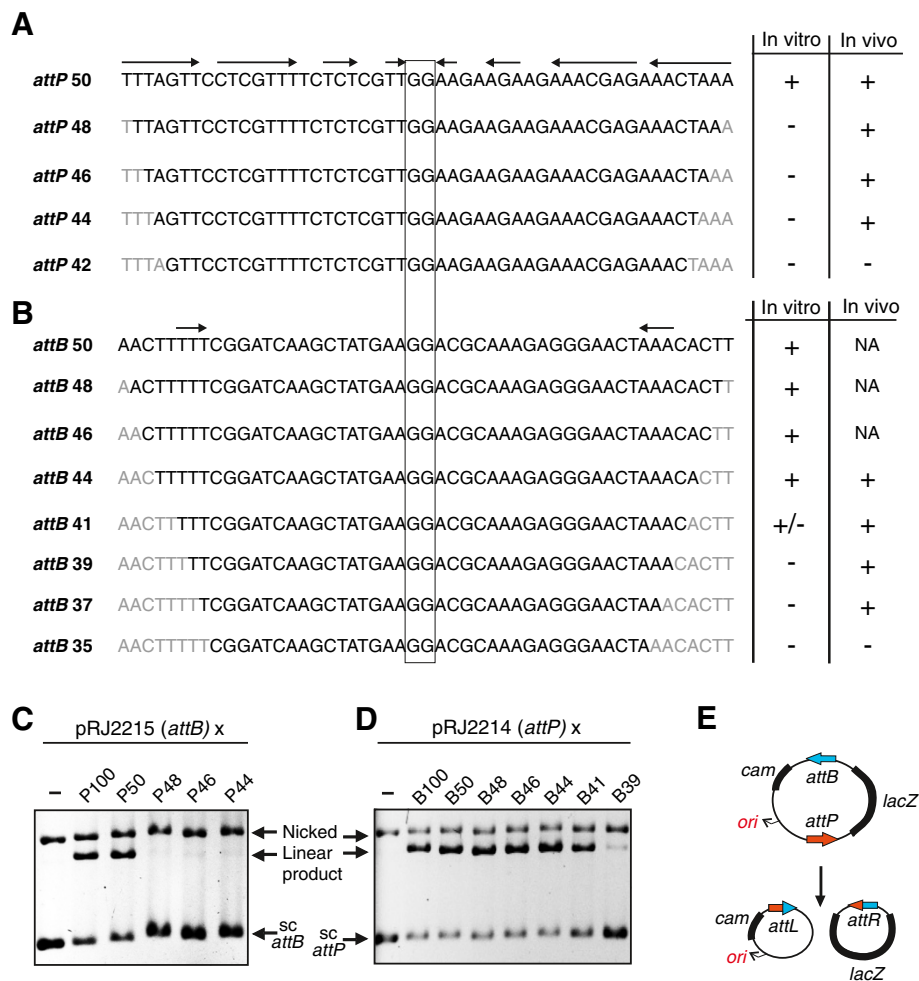 A
In vitro In vivo
attP 50 TTTAGTTCCTCGTTTTCTCTCGTTGGAAGAAGAAGAAACGAGAAACTAAA + +
attP 48 TTTAGTTCCTCGTTTTCTCTCGTTGGAAGAAGAAGAAACGAGAAACTAAA - +
attP 46 TTTAGTTCCTCGTTTTCTCTCGTTGGAAGAAGAAGAAACGAGAAACTAAA - +
attP 44 TTTAGTTCCTCGTTTTCTCTCGTTGGAAGAAGAAGAAACGAGAAACTAAA - +
attP 42 TTTAGTTCCTCGTTTTCTCTCGTTGGAAGAAGAAGAAACGAGAAACTAAA - -
B
In vitro In vivo
attB 50 AACTTTTTCGGATCAAGCTATGAAGGACGCAAAGAGGGAACTAAACACTT + NA
attB 48 AACTTTTTCGGATCAAGCTATGAAGGACGCAAAGAGGGAACTAAACACTT + NA
attB 46 AACTTTTTCGGATCAAGCTATGAAGGACGCAAAGAGGGAACTAAACACTT + NA
attB 44 AACTTTTTCGGATCAAGCTATGAAGGACGCAAAGAGGGAACTAAACACTT + +
attB 41 AACTTTTTCGGATCAAGCTATGAAGGACGCAAAGAGGGAACTAAACACTT +/- +
attB 39 AACTTTTTCGGATCAAGCTATGAAGGACGCAAAGAGGGAACTAAACACTT - +
attB 37 AACTTTTTCGGATCAAGCTATGAAGGACGCAAAGAGGGAACTAAACACTT - +
attB 35 AACTTTTTCGGATCAAGCTATGAAGGACGCAAAGAGGGAACTAAACACTT - -
C
pRJ2215 (attB) x
– P100 P50 P48 P46 P44
Nicked
Linear
product
sc
attB
sc
attP
D
pRJ2214 (attP) x
– B100 B50 B48 B46 B44 B41 B39
E
cam
attB
lacZ
attP
ori
cam
attL
ori
attR
lacZ